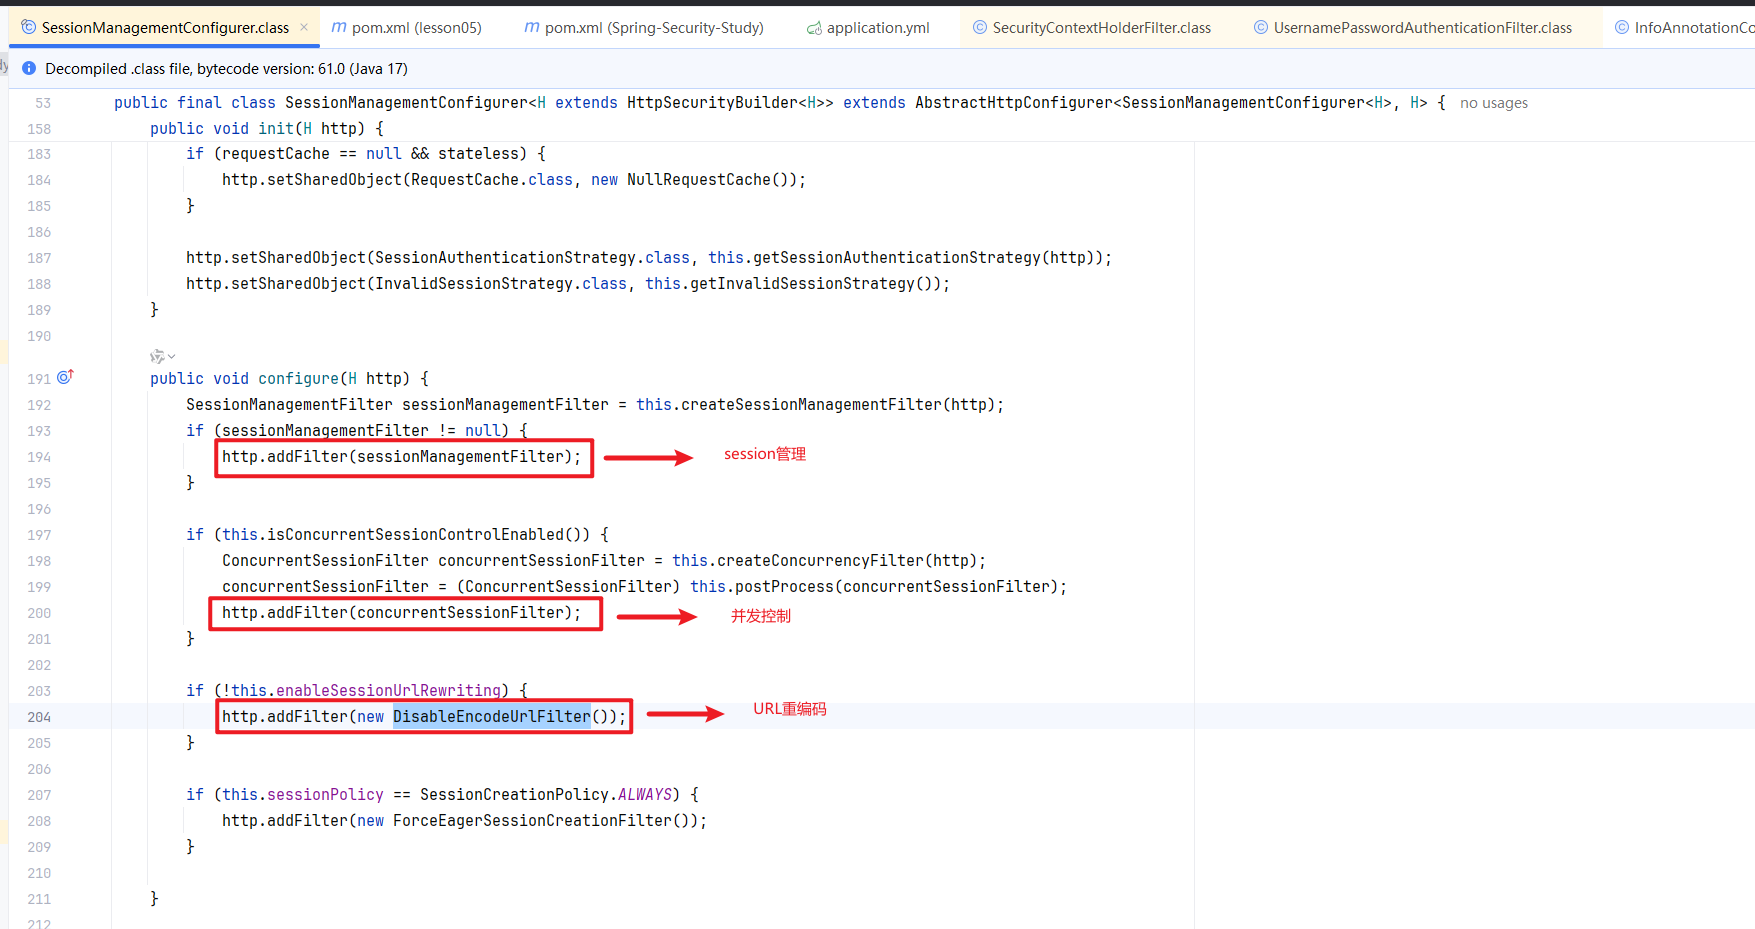 SessionManagementConfigurer.class × pom.xml (lesson05) pom.xml (Spring-Security-Study) application.yml SecurityContextHolderFilter.class UsernamePasswordAuthenticationFilter.class InfoAnnotationCo
Decompiled .class file, bytecode version: 61.0 (Java 17)
53 public final class SessionManagementConfigurer<H extends HttpSecurityBuilder<H>> extends AbstractHttpConfigurer<SessionManagementConfigurer<H>, H> { no usages
158 public void init(H http) {
183 if (requestCache == null && stateless) {
184 http.setSharedObject(RequestCache.class, new NullRequestCache());
185 }
186
187 http.setSharedObject(SessionAuthenticationStrategy.class, this.getSessionAuthenticationStrategy(http));
188 http.setSharedObject(InvalidSessionStrategy.class, this.getInvalidSessionStrategy());
189 }
190
191 public void configure(H http) {
192 SessionManagementFilter sessionManagementFilter = this.createSessionManagementFilter(http);
193 if (sessionManagementFilter != null) {
194 http.addFilter(sessionManagementFilter); session管理
195 }
196
197 if (this.isConcurrentSessionControlEnabled()) {
198 ConcurrentSessionFilter concurrentSessionFilter = this.createConcurrencyFilter(http);
199 concurrentSessionFilter = (ConcurrentSessionFilter) this.postProcess(concurrentSessionFilter);
200 http.addFilter(concurrentSessionFilter); 并发控制
201 }
202
203 if (!this.enableSessionUrlRewriting) {
204 http.addFilter(new DisableEncodeUrlFilter()); URL重编码
205 }
206
207 if (this.sessionPolicy == SessionCreationPolicy.ALWAYS) {
208 http.addFilter(new ForceEagerSessionCreationFilter());
209 }
210
211 }
212